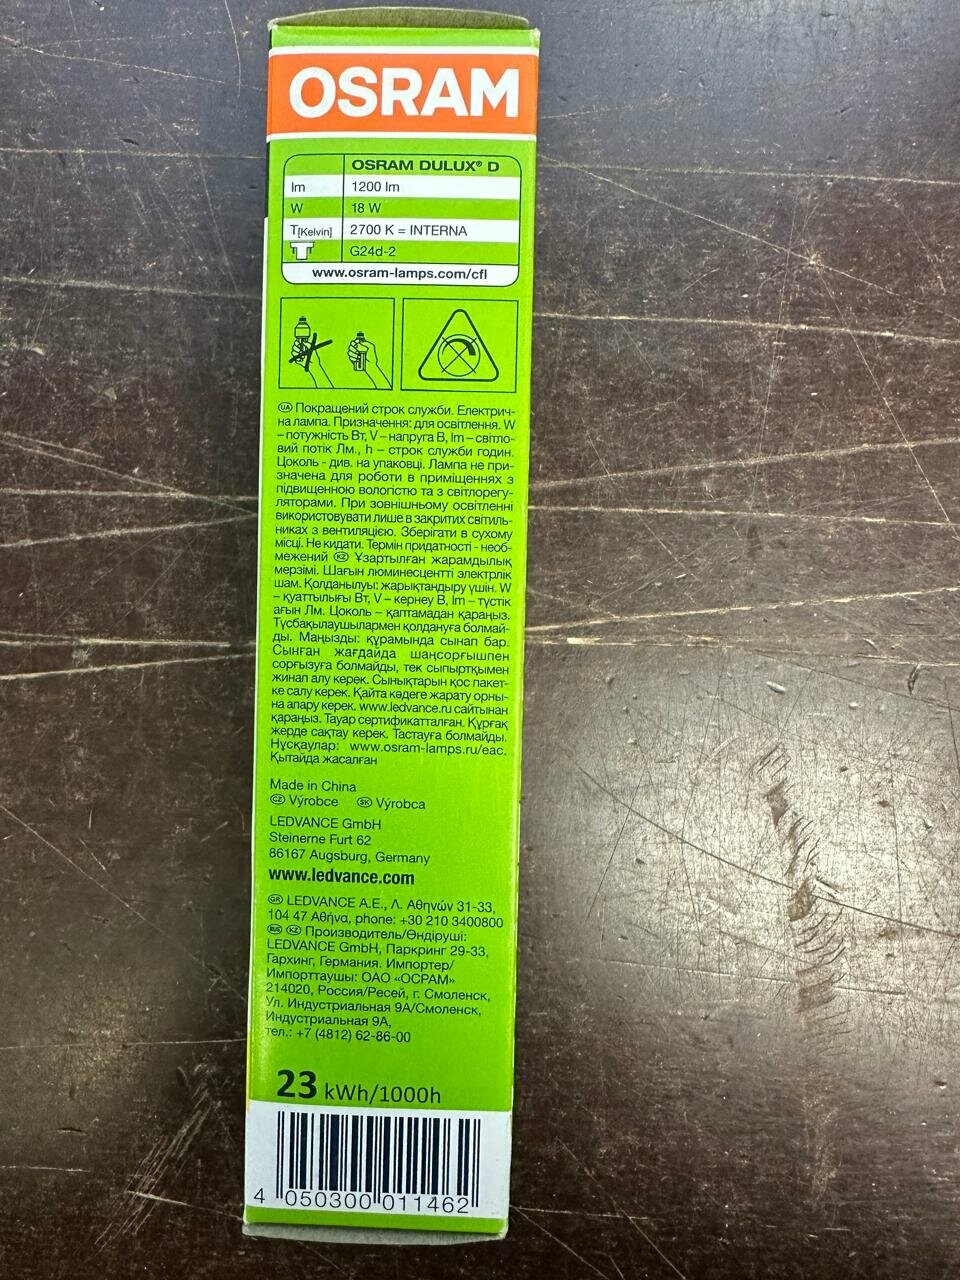 OSRAM
OSRAM DULUX® D
lm 1200 lm
W 18 W
T[Kelvin] 2700 K = INTERNA
G24d-2
www.osram-lamps.com/cfl
UA Покращений строк служби. Електрич-
на лампа. Призначення: для освітлення. W
– потужність Вт, V – напруга В, lm – світло-
вий потік Лм., h – строк служби годин.
Цоколь - див. на упаковці. Лампа не при-
значена для роботи в приміщеннях з
підвищенною вологістю та з світлорегу-
ляторами. При зовнішньому освітленні
використовувати лише в закритих світиль-
никах з вентиляцією. Зберігати в сухому
місці. Не кидати. Термін придатності - необ-
межений KZ Ұзартылған жарамдылық
мерзімі. Шағын люминесцентті электрлік
шам. Қолданылуы: жарықтандыру үшін. W
– қуаттылығы Вт, V – кернеу В, lm – түстік
ағын Лм. Цоколь – қаптамадан қараңыз.
Түсбақылаушылармен қолдануға болмай-
ды. Маңызды: құрамында сынап бар.
Сынған жағдайда шаңсорғышпен
сорғызуға болмайды, тек сыпыртқымен
жинап алу керек. Сынықтарын қос пакет-
ке салу керек. Қайта кәдеге жарату орны-
на апару керек. www.ledvance.ru сайтынан
қараңыз. Тауар сертификатталған. Құрғақ
жерде сақтау керек. Тастауға болмайды.
Нұсқаулар: www.osram-lamps.ru/eac.
Қытайда жасалған
Made in China
CZ Výrobce SK Výrobca
LEDVANCE GmbH
Steinerne Furt 62
86167 Augsburg, Germany
www.ledvance.com
GR LEDVANCE A.E., Λ. Αθηνών 31-33,
104 47 Αθήνα, phone: +30 210 3400800
RUS KZ Производитель/Өндіруші:
LEDVANCE GmbH, Паркринг 29-33,
Гархинг, Германия. Импортер/
Импорттаушы: ОАО «ОСРАМ»
214020, Россия/Ресей, г. Смоленск,
Ул. Индустриальная 9А/Смоленск,
Индустриальная 9А,
тел.: +7 (4812) 62-86-00
23 kWh/1000h
4 050300 011462